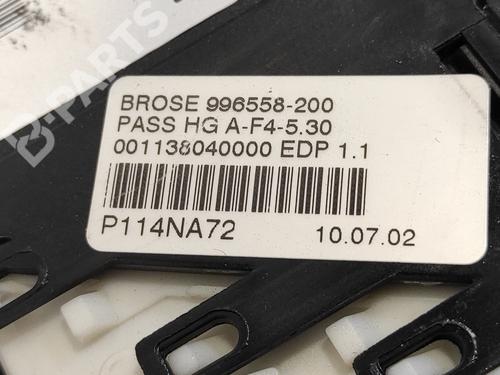 B-PARTS
BROSE 996558-200
PASS HG A-F4-5.30
001138040000 EDP 1.1
P114NA72 10.07.02